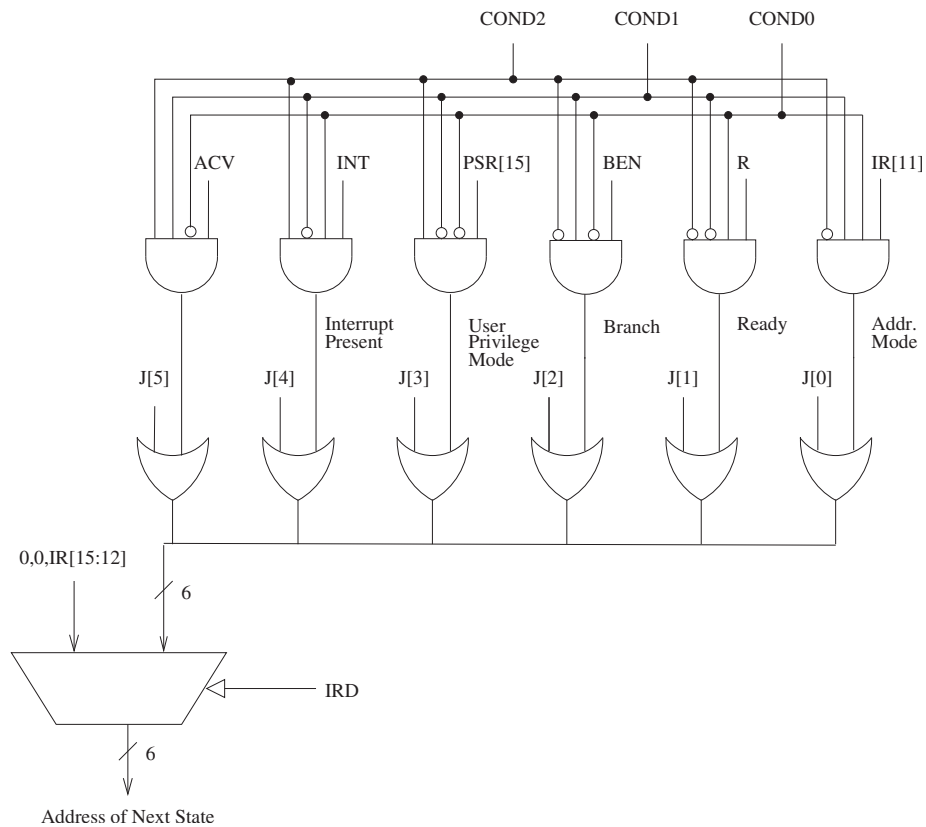 COND2 COND1 COND0
ACV INT PSR[15] BEN R IR[11]
Interrupt
Present
User
Privilege
Mode
Branch
Ready
Addr.
Mode
J[5] J[4] J[3] J[2] J[1] J[0]
0,0,IR[15:12]
6
IRD
6
Address of Next State